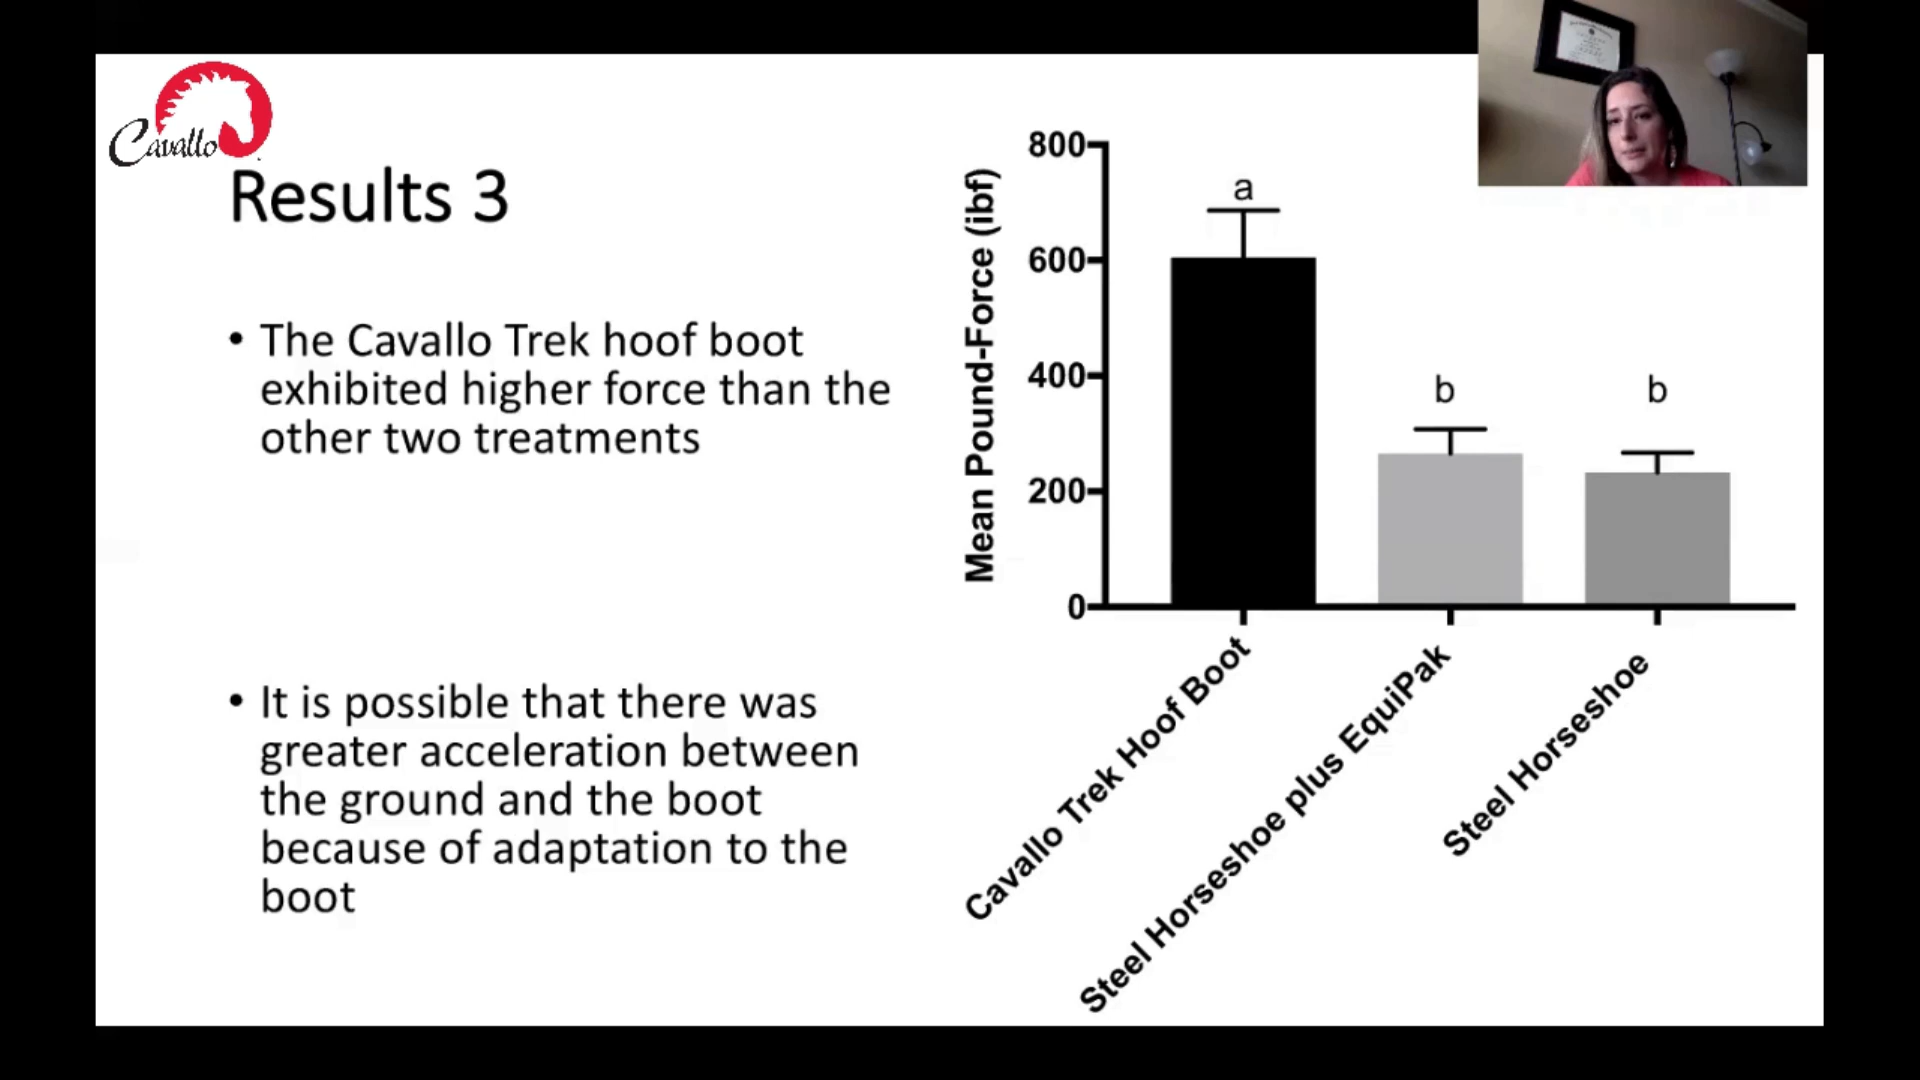 Cavallo
Results 3
• The Cavallo Trek hoof boot
exhibited higher force than the
other two treatments
• It is possible that there was
greater acceleration between
the ground and the boot
because of adaptation to the
boot
Mean Pound-Force (ibf)
800
600
400
200
0
a
b
b
Cavallo Trek Hoof Boot
Steel Horseshoe plus EquiPak
Steel Horseshoe